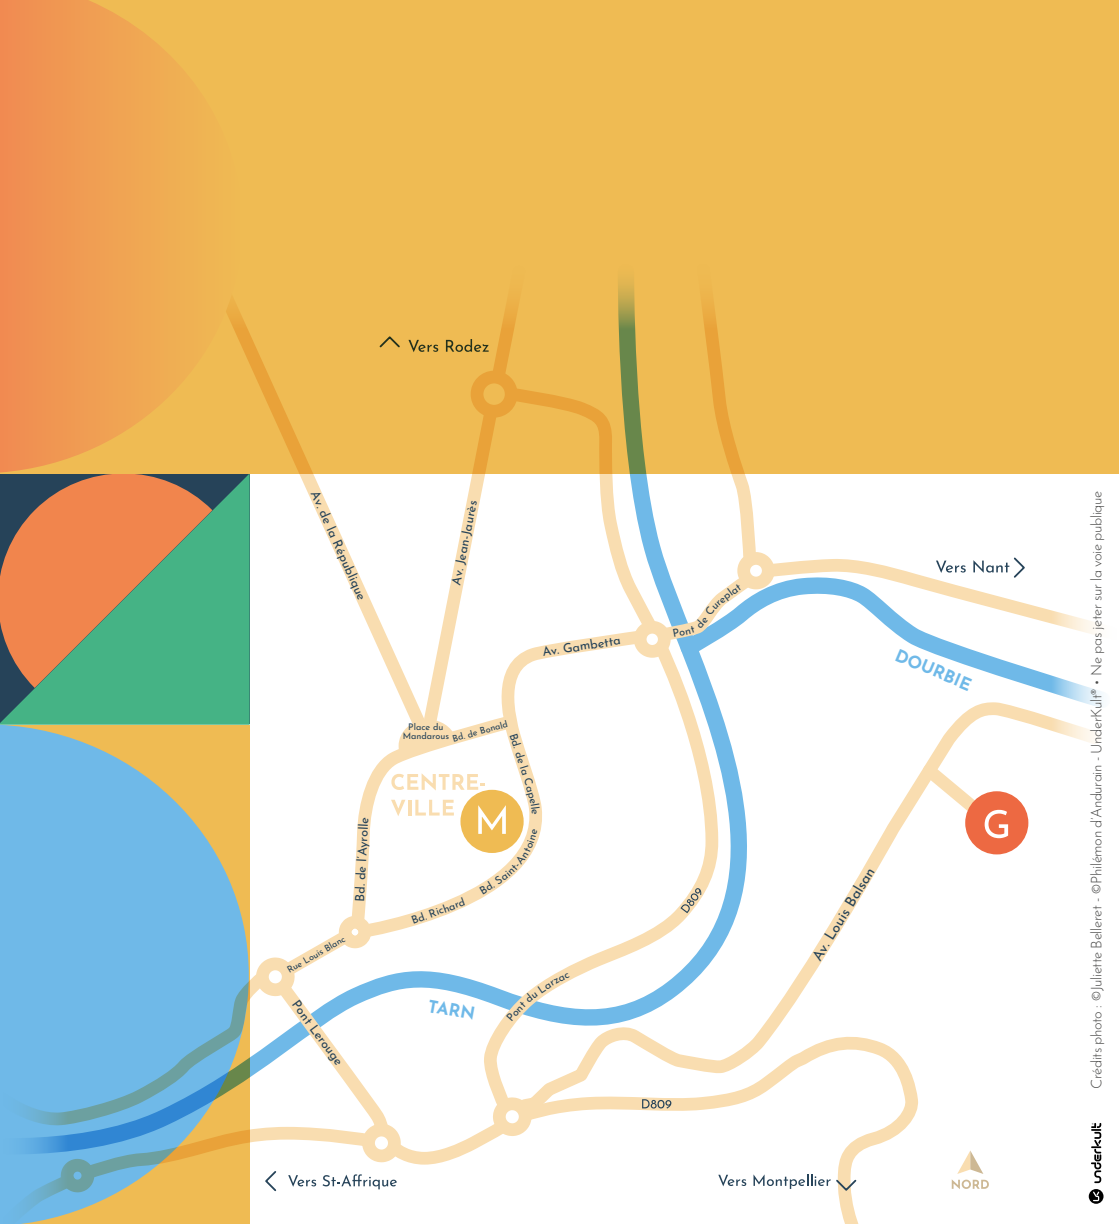 Vers Rodez
Av. de la République
Av. Jean-Jaurès
Vers Nant
Pont de Cureplat
Av. Gambetta
DOURBIE
Place du
Mandarous
Bd. de Bonald
Bd. de la Capelle
CENTRE-
VILLE
M
G
Bd. de l'Ayrolle
Bd. Saint-Antoine
Bd. Richard
D809
Av. Louis Balsan
Rue Louis Blanc
Pont du Larzac
TARN
Pont Lerouge
D809
Vers St-Affrique
Vers Montpellier
NORD
Crédits photo : ©Juliette Belleret - ©Philémon d'Andurain - UnderKult® • Ne pas jeter sur la voie publique
underkult